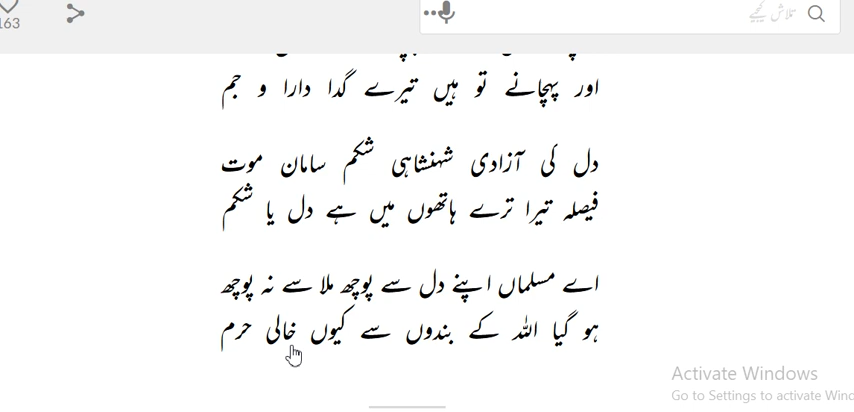 163
تلاش کیجیے
اور پہچانے تو ہیں تیرے گدا دارا و جم
دل کی آزادی شہنشاہی شکم سامان موت
فیصلہ تیرا ترے ہاتھوں میں ہے دل یا شکم
اے مسلماں اپنے دل سے پوچھ ملا سے نہ پوچھ
ہو گیا اللہ کے بندوں سے کیوں خالی حرم
Activate Windows
Go to Settings to activate Winc